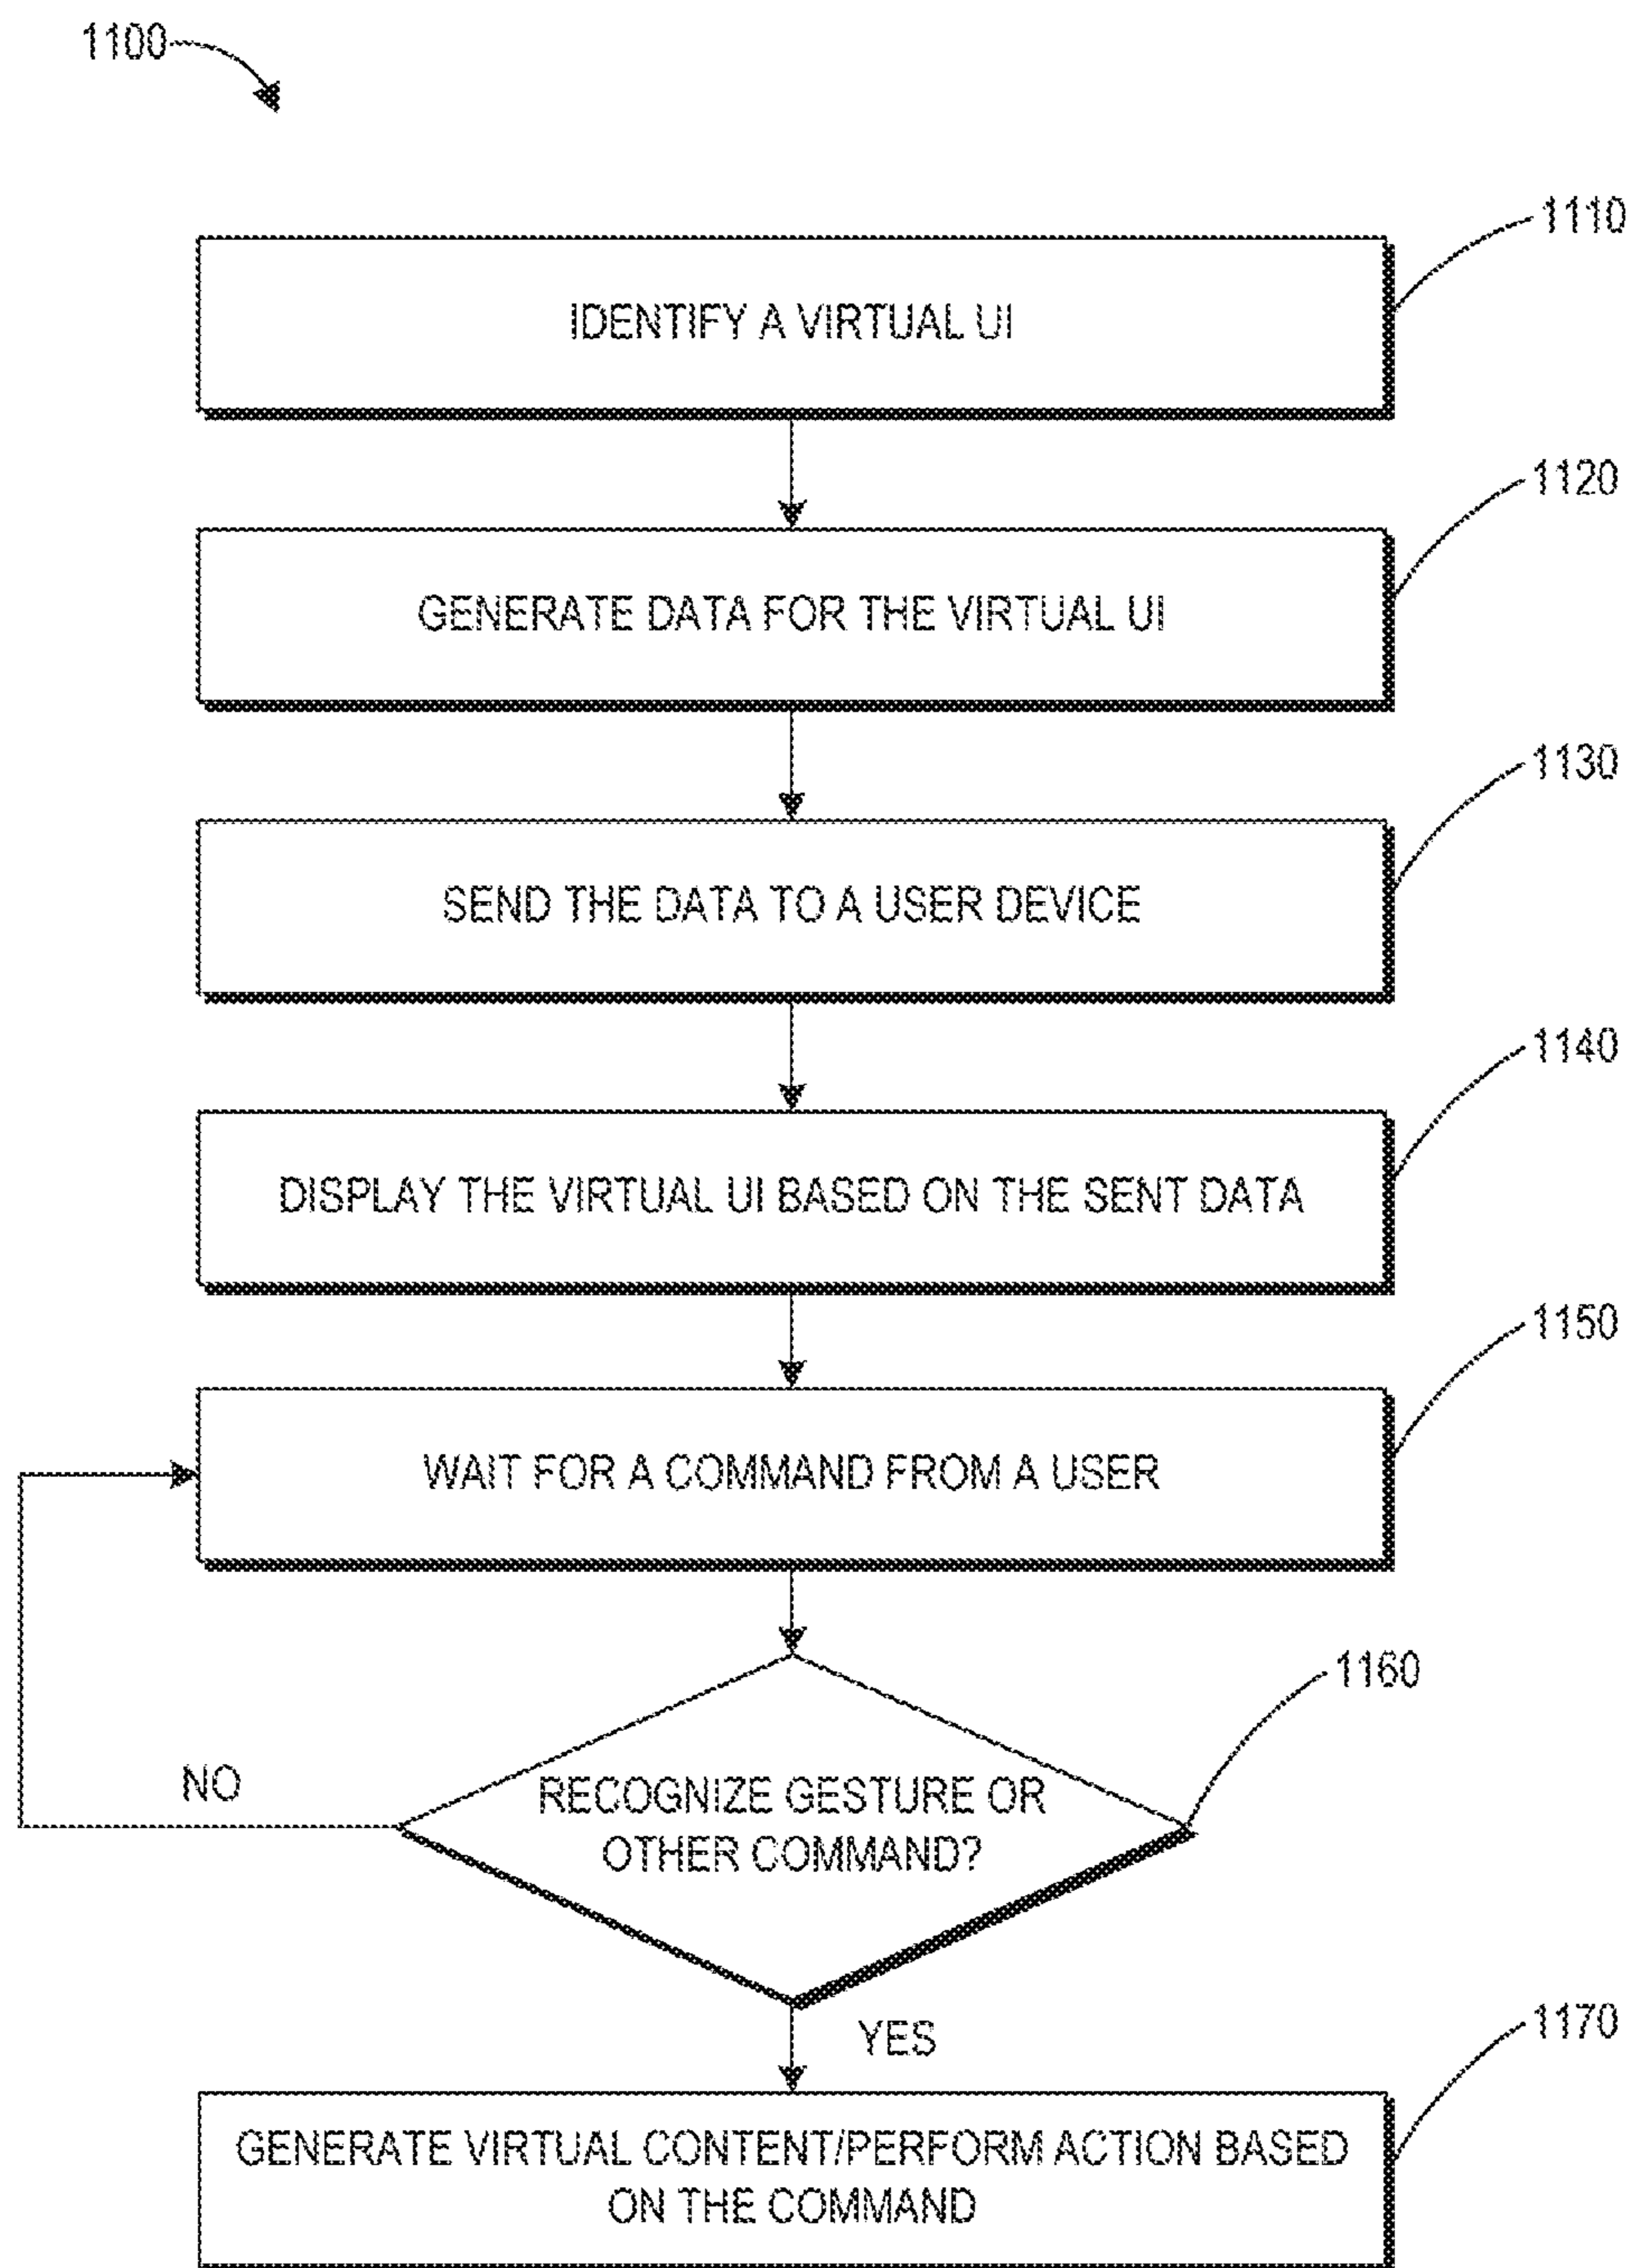 1100
1110
IDENTIFY A VIRTUAL UI
1120
GENERATE DATA FOR THE VIRTUAL UI
1130
SEND THE DATA TO A USER DEVICE
1140
DISPLAY THE VIRTUAL UI BASED ON THE SENT DATA
1150
WAIT FOR A COMMAND FROM A USER
1160
NO
RECOGNIZE GESTURE OR
OTHER COMMAND?
YES
1170
GENERATE VIRTUAL CONTENT/PERFORM ACTION BASED
ON THE COMMAND